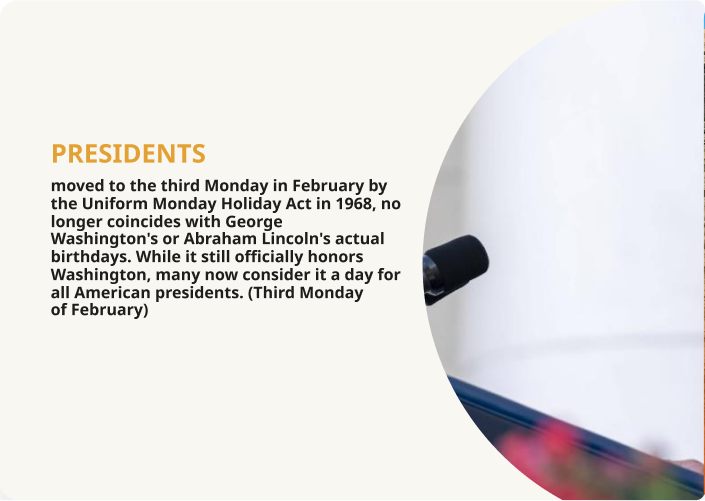 PRESIDENTS
moved to the third Monday in February by
the Uniform Monday Holiday Act in 1968, no
longer coincides with George
Washington's or Abraham Lincoln's actual
birthdays. While it still officially honors
Washington, many now consider it a day for
all American presidents. (Third Monday
of February)